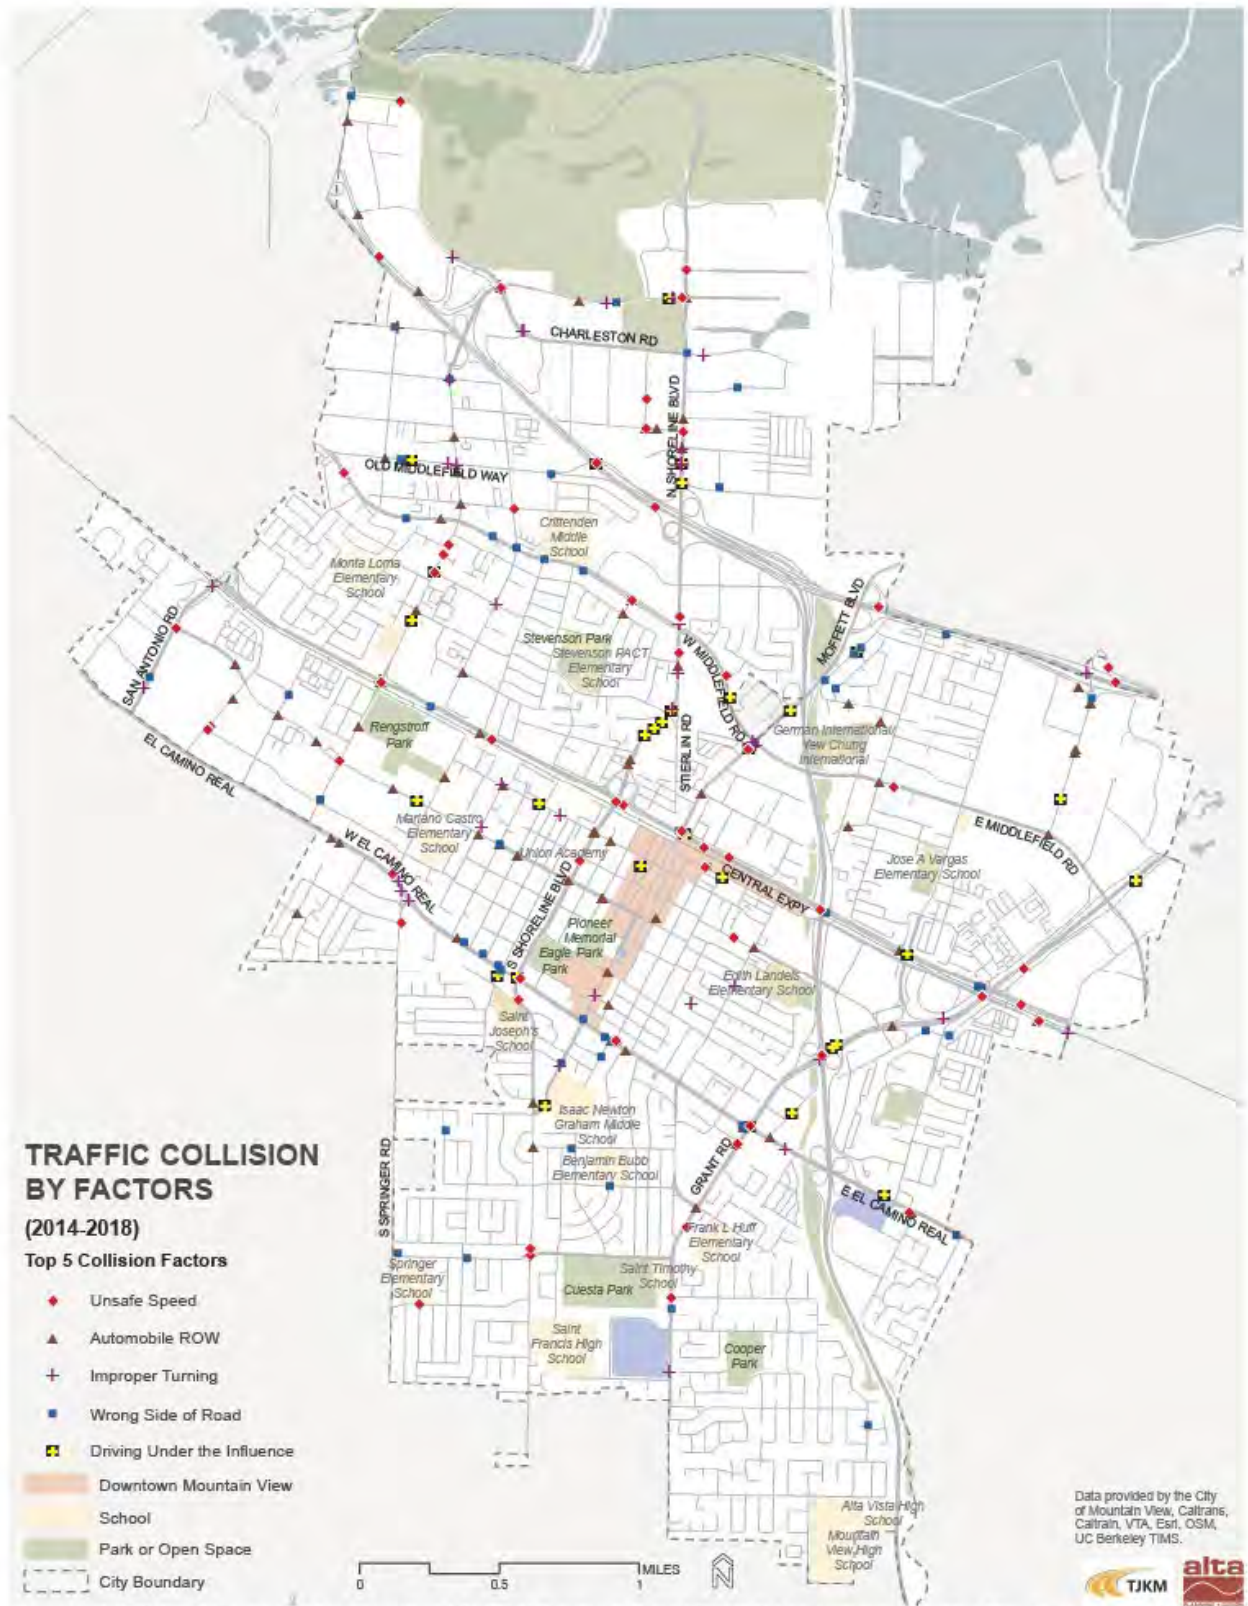 CHARLESTON RD
N SHORELINE BLVD
OLD MIDDLEFIELD WAY
Crittenden
Middle
School
Monta Loma
Elementary
School
MOFFETT BLVD
SAN ANTONIO RD
Stevenson Park
Stevenson PACT
Elementary
School
W MIDDLEFIELD RD
Rengstroff
Park
STIERLIN RD
German International
Yew Chung
International
EL CAMINO REAL
Mariano Castro
Elementary
School
W EL CAMINO REAL
Union Academy
E MIDDLEFIELD RD
Jose A Vargas
Elementary School
CENTRAL EXPY
S SHORELINE BLVD
Pioneer
Memorial
Eagle Park
Park
Edith Landels
Elementary School
Saint
Joseph's
School
Isaac Newton
Graham Middle
School
Benjamin Bubb
Elementary School
GRANT RD
S SPRINGER RD
E EL CAMINO REAL
Frank L Huff
Elementary
School
Saint Timothy
School
Springer
Elementary
School
Cuesta Park
Saint
Francis High
School
Cooper
Park
Alta Vista High
School
Mountain
View High
School
TRAFFIC COLLISION
BY FACTORS
(2014-2018)
Top 5 Collision Factors
Unsafe Speed
Automobile ROW
Improper Turning
Wrong Side of Road
Driving Under the Influence
Downtown Mountain View
School
Park or Open Space
City Boundary
0 0.5 1 MILES
N
Data provided by the City
of Mountain View, Caltrans,
Caltrain, VTA, Esri, OSM,
UC Berkeley TIMS.
TJKM
alta